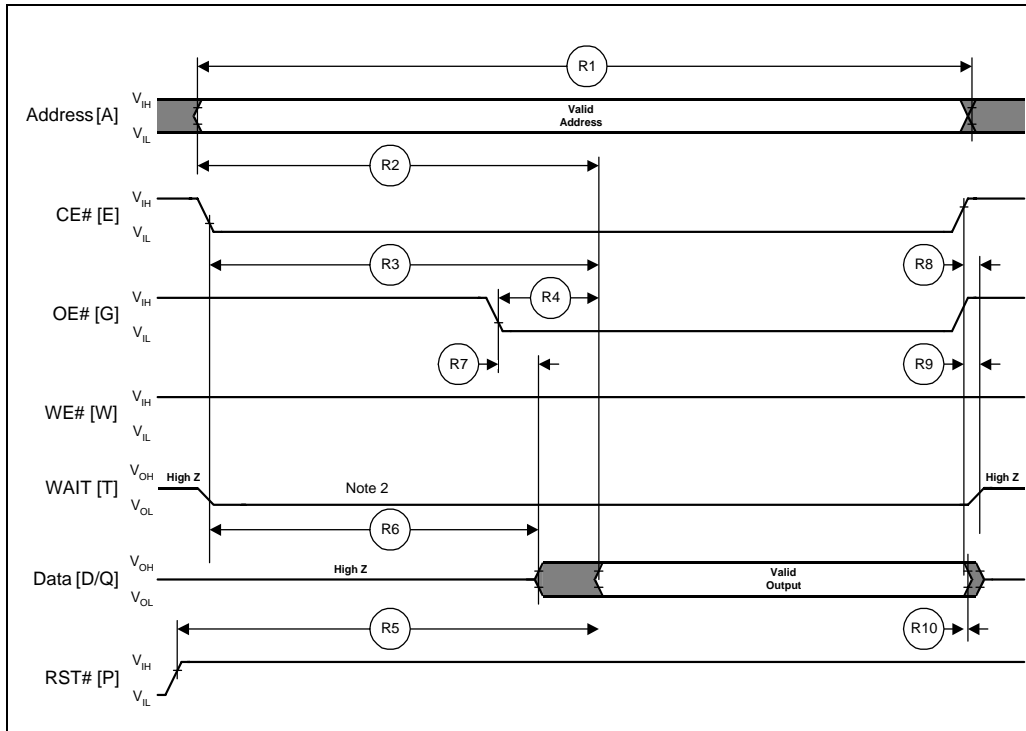 R1
Address [A]
V_IH
V_IL
Valid
Address
R2
CE# [E]
V_IH
V_IL
R3
R8
OE# [G]
V_IH
V_IL
R4
R7
R9
WE# [W]
V_IH
V_IL
WAIT [T]
V_OH
V_OL
High Z
Note 2
High Z
R6
Data [D/Q]
V_OH
V_OL
High Z
Valid
Output
R5
R10
RST# [P]
V_IH
V_IL